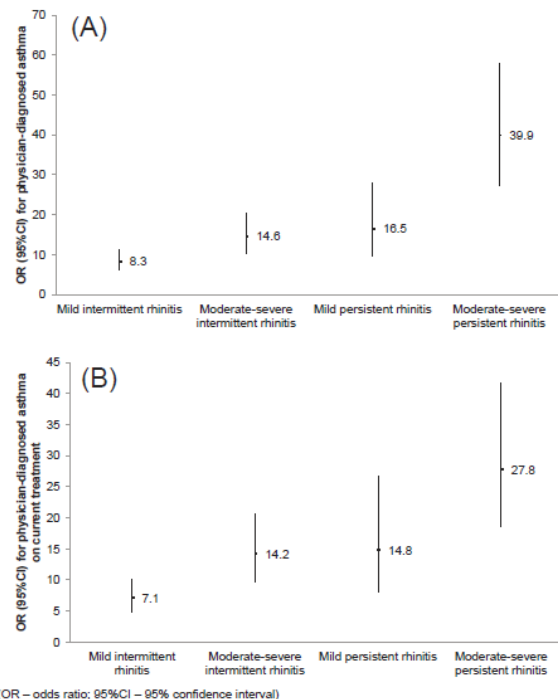 (A)
OR (95%CI) for physician-diagnosed asthma
70
60
50
40
30
20
10
0
8.3
14.6
16.5
39.9
Mild intermittent rhinitis
Moderate-severe
intermittent rhinitis
Mild persistent rhinitis
Moderate-severe
persistent rhinitis
(B)
OR (95%CI) for physician-diagnosed asthma
on current treatment
45
40
35
30
25
20
15
10
5
0
7.1
14.2
14.8
27.8
Mild intermittent
rhinitis
Moderate-severe
intermittent rhinitis
Mild persistent rhinitis
Moderate-severe
persistent rhinitis
(OR – odds ratio; 95%CI – 95% confidence interval)